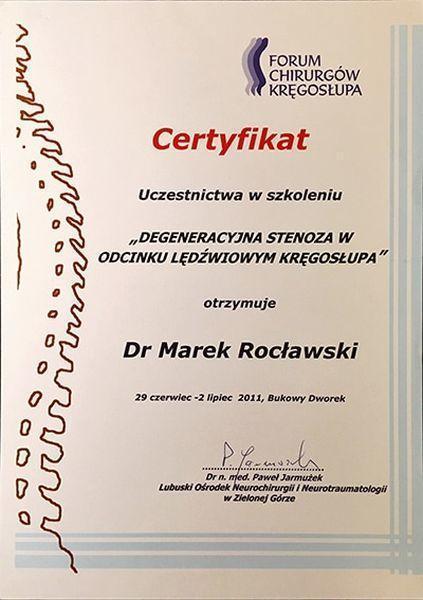 FORUM
CHIRURGÓW
KRĘGOSŁUPA
Certyfikat
Uczestnictwa w szkoleniu
„DEGENERACYJNA STENOZA W
ODCINKU LĘDŹWIOWYM KRĘGOSŁUPA”
otrzymuje
Dr Marek Rocławski
29 czerwiec -2 lipiec 2011, Bukowy Dworek
P. Jarmużek
Dr n. med. Paweł Jarmużek
Lubuski Ośrodek Neurochirurgii i Neurotraumatologii
w Zielonej Górze